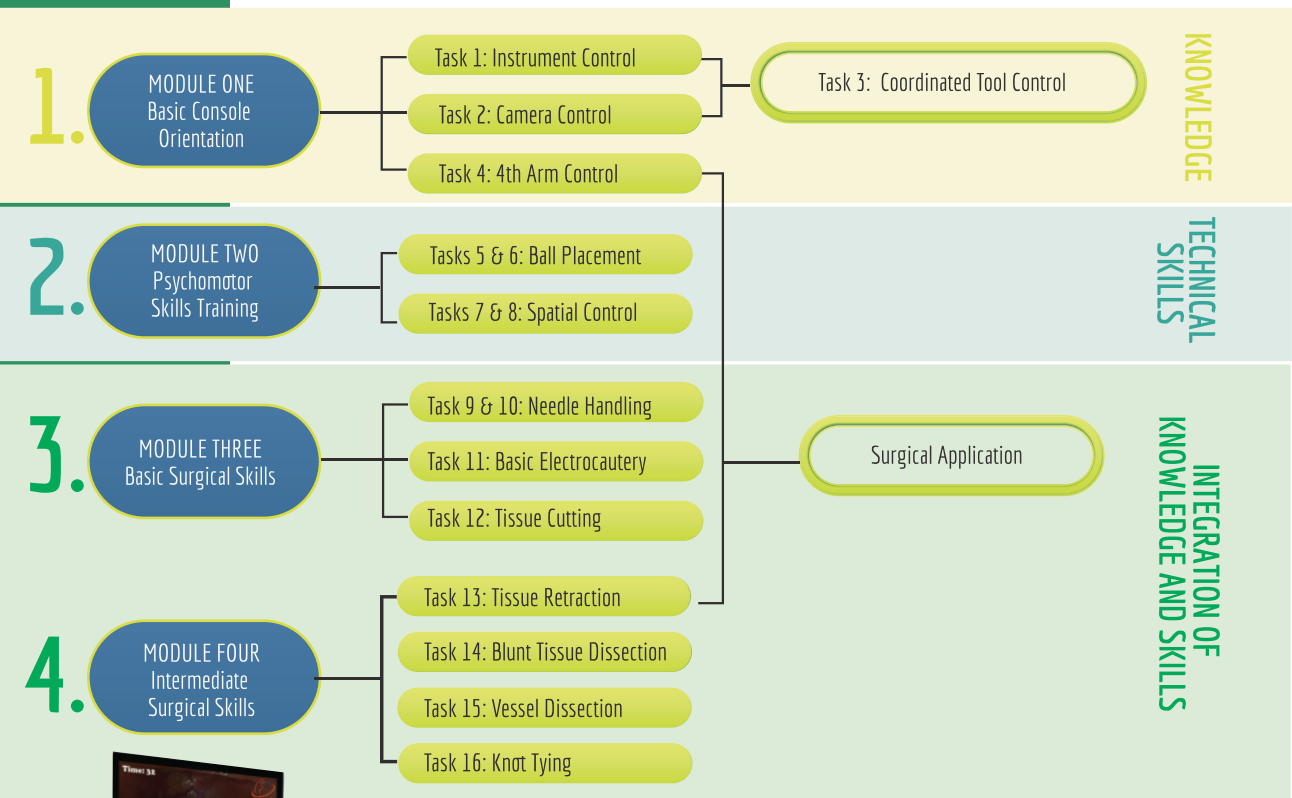 1.
MODULE ONE
Basic Console
Orientation
Task 1: Instrument Control
Task 2: Camera Control
Task 4: 4th Arm Control
Task 3: Coordinated Tool Control
KNOWLEDGE
2.
MODULE TWO
Psychomotor
Skills Training
Tasks 5 & 6: Ball Placement
Tasks 7 & 8: Spatial Control
TECHNICAL
SKILLS
3.
MODULE THREE
Basic Surgical Skills
Task 9 & 10: Needle Handling
Task 11: Basic Electrocautery
Task 12: Tissue Cutting
Surgical Application
INTEGRATION OF
KNOWLEDGE AND SKILLS
4.
MODULE FOUR
Intermediate
Surgical Skills
Task 13: Tissue Retraction
Task 14: Blunt Tissue Dissection
Task 15: Vessel Dissection
Task 16: Knot Tying
Time: 32